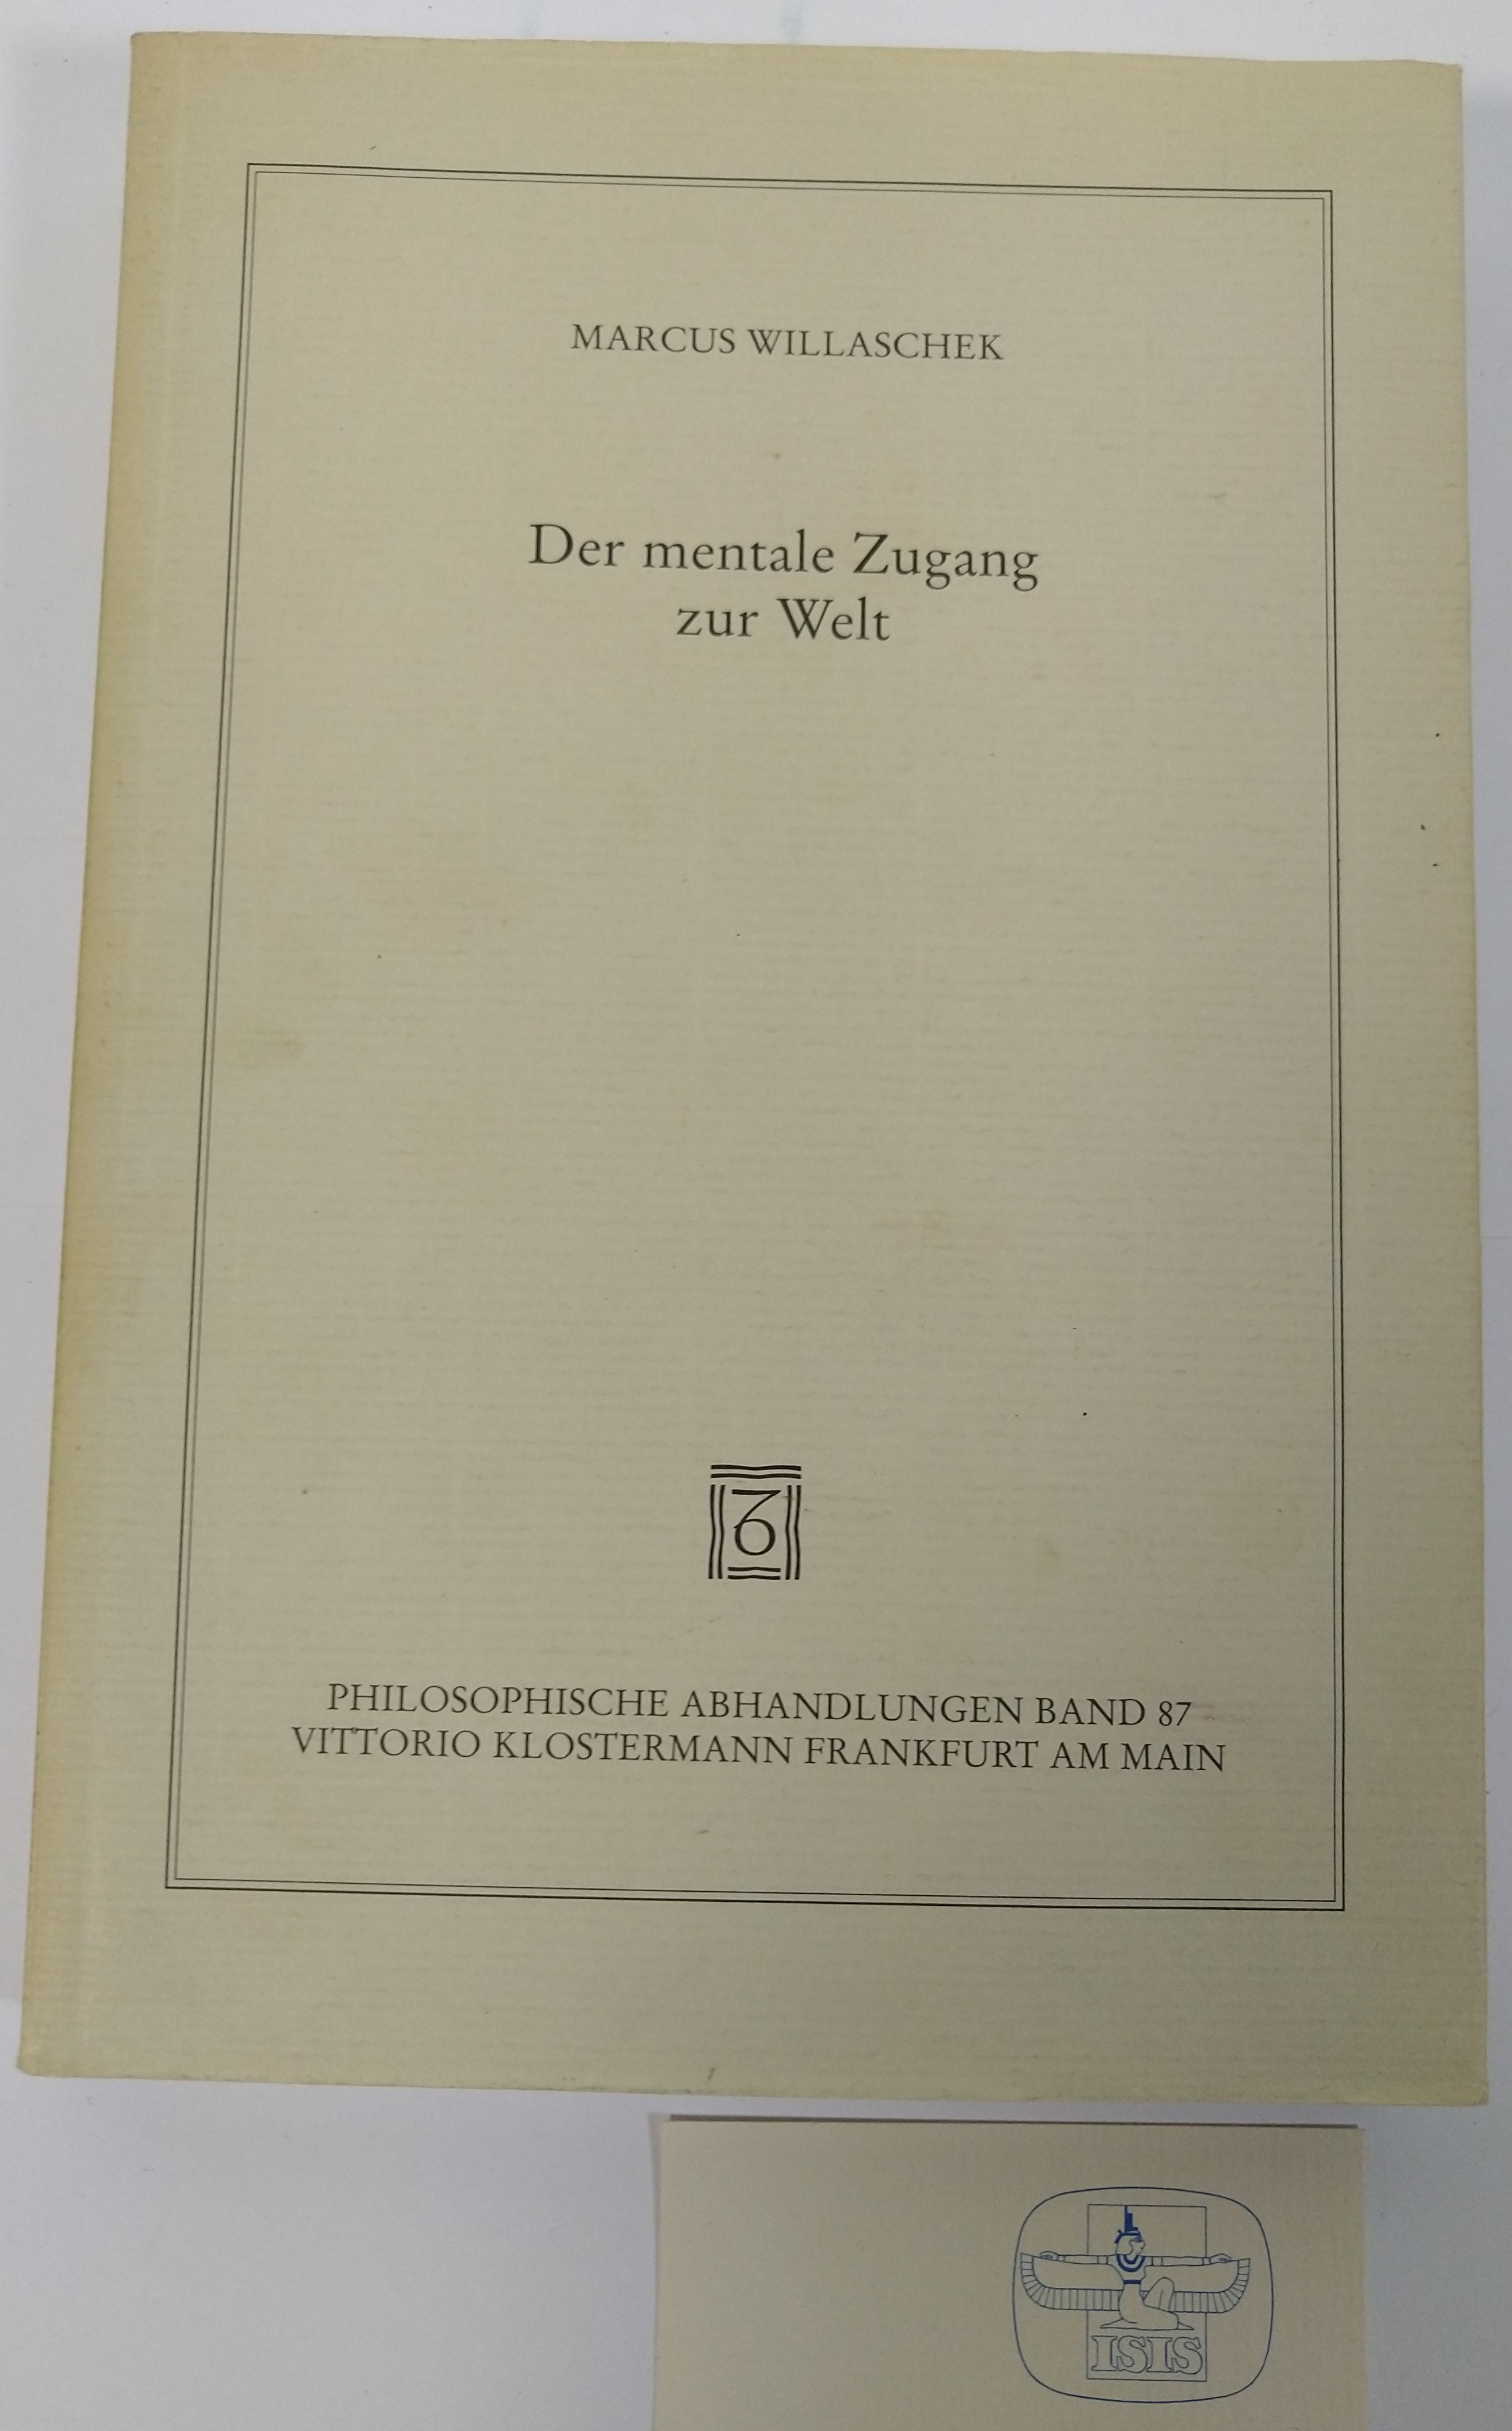 MARCUS WILLASCHEK
Der mentale Zugang
zur Welt
PHILOSOPHISCHE ABHANDLUNGEN BAND 87
VITTORIO KLOSTERMANN FRANKFURT AM MAIN
ISIS